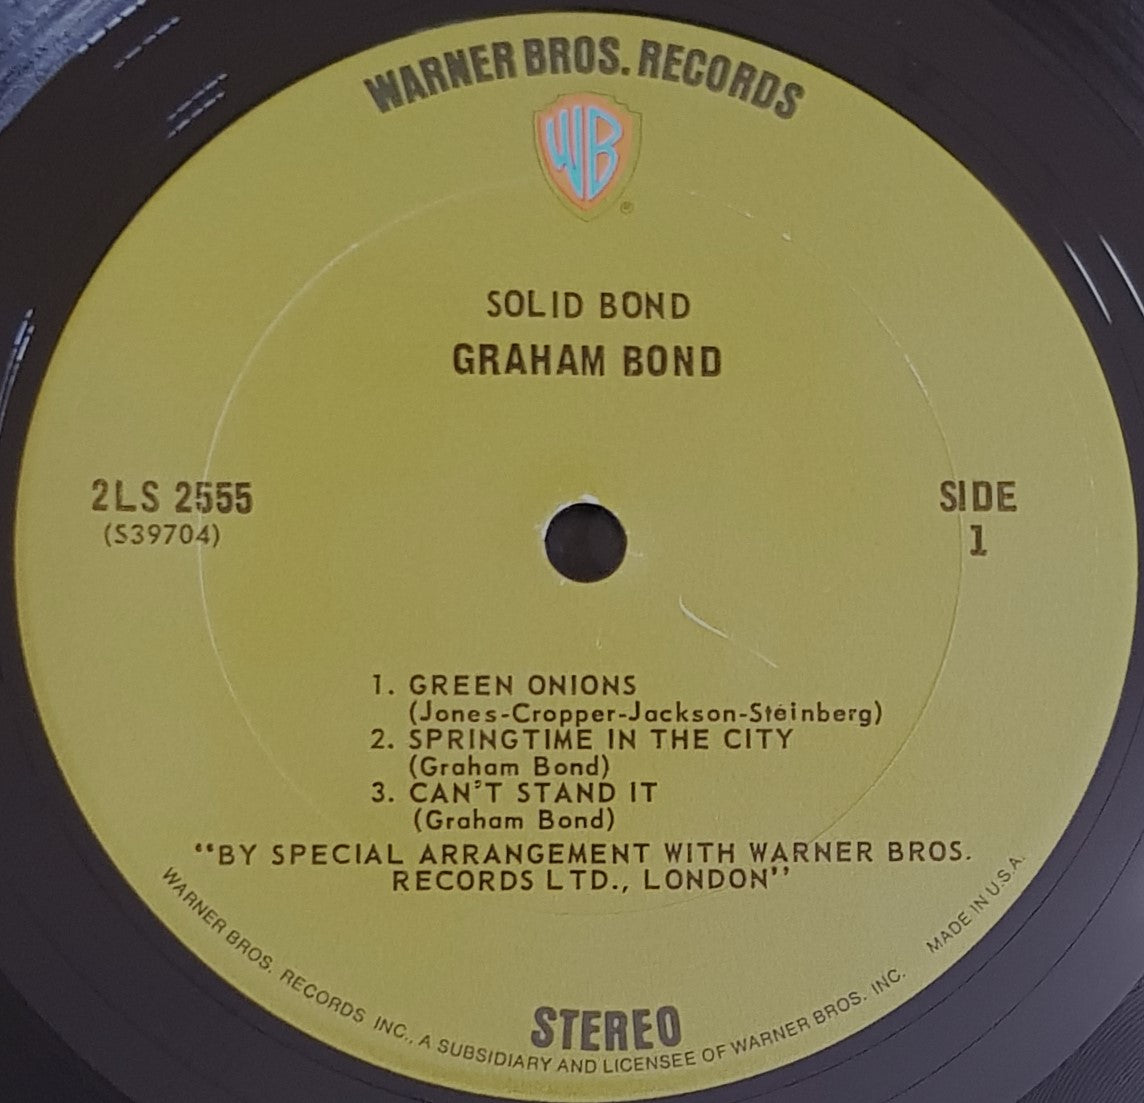 WARNER BROS. RECORDS
WB
®
SOLID BOND
GRAHAM BOND
2LS 2555
(S39704)
SIDE
1
1. GREEN ONIONS
(Jones-Cropper-Jackson-Steinberg)
2. SPRINGTIME IN THE CITY
(Graham Bond)
3. CAN'T STAND IT
(Graham Bond)
"BY SPECIAL ARRANGEMENT WITH WARNER BROS.
RECORDS LTD., LONDON"
STEREO
WARNER BROS. RECORDS INC., A SUBSIDIARY AND LICENSEE OF WARNER BROS. INC. MADE IN U.S.A.